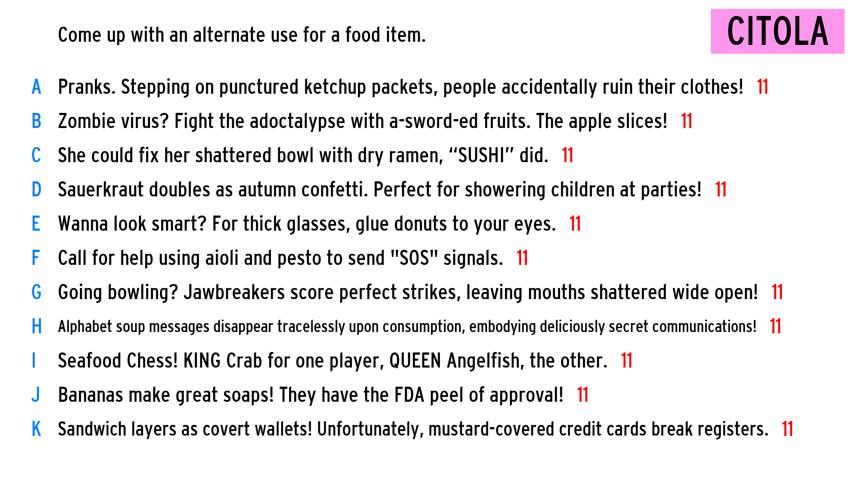 Come up with an alternate use for a food item.
CITOLA
A Pranks. Stepping on punctured ketchup packets, people accidentally ruin their clothes! 11
B Zombie virus? Fight the adoctalypse with a-sword-ed fruits. The apple slices! 11
C She could fix her shattered bowl with dry ramen, “SUSHI” did. 11
D Sauerkraut doubles as autumn confetti. Perfect for showering children at parties! 11
E Wanna look smart? For thick glasses, glue donuts to your eyes. 11
F Call for help using aioli and pesto to send "SOS" signals. 11
G Going bowling? Jawbreakers score perfect strikes, leaving mouths shattered wide open! 11
H Alphabet soup messages disappear tracelessly upon consumption, embodying deliciously secret communications! 11
I Seafood Chess! KING Crab for one player, QUEEN Angelfish, the other. 11
J Bananas make great soaps! They have the FDA peel of approval! 11
K Sandwich layers as covert wallets! Unfortunately, mustard-covered credit cards break registers. 11